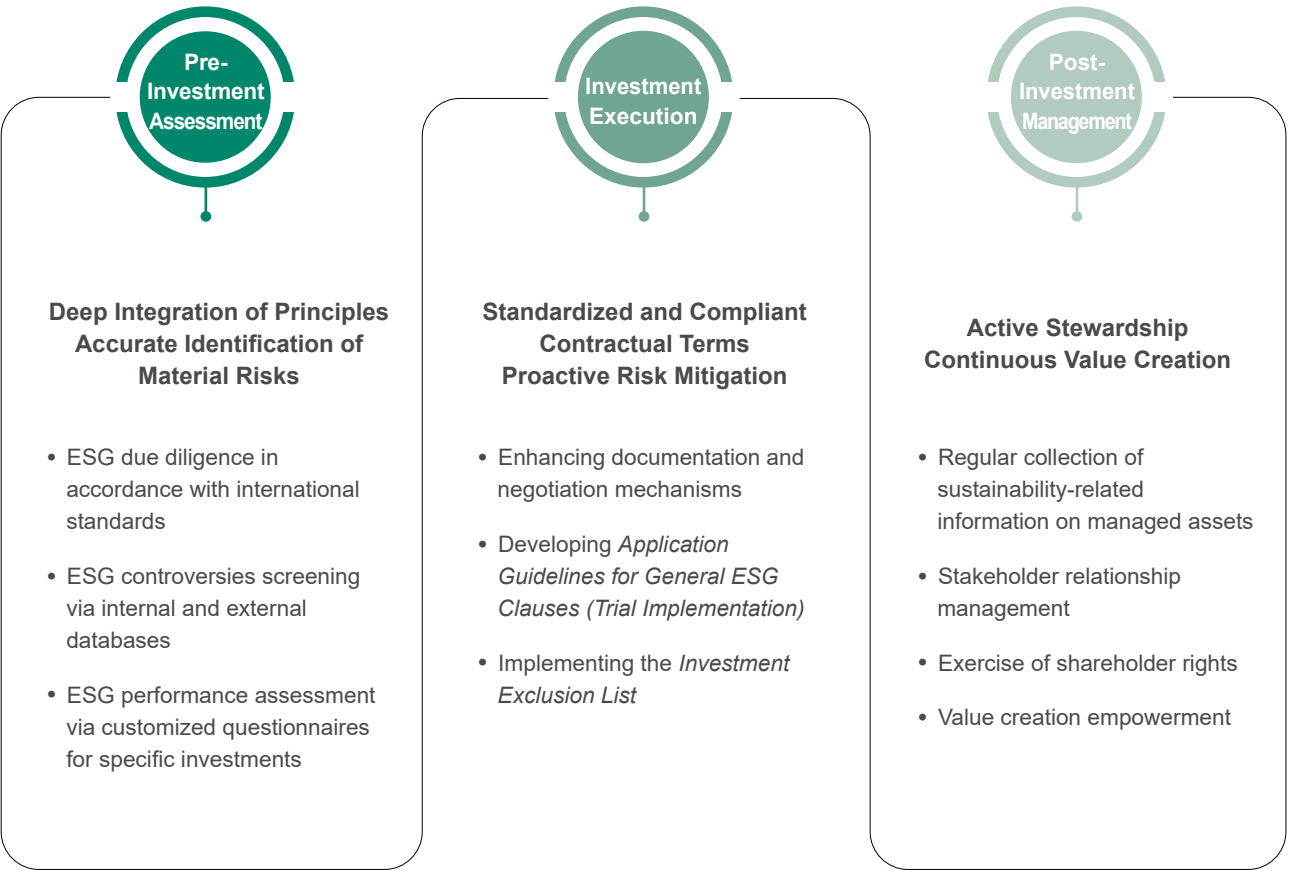 Pre-
Investment
Assessment
Deep Integration of Principles
Accurate Identification of
Material Risks
• ESG due diligence in
accordance with international
standards
• ESG controversies screening
via internal and external
databases
• ESG performance assessment
via customized questionnaires
for specific investments
Investment
Execution
Standardized and Compliant
Contractual Terms
Proactive Risk Mitigation
• Enhancing documentation and
negotiation mechanisms
• Developing Application
Guidelines for General ESG
Clauses (Trial Implementation)
• Implementing the Investment
Exclusion List
Post-
Investment
Management
Active Stewardship
Continuous Value Creation
• Regular collection of
sustainability-related
information on managed assets
• Stakeholder relationship
management
• Exercise of shareholder rights
• Value creation empowerment